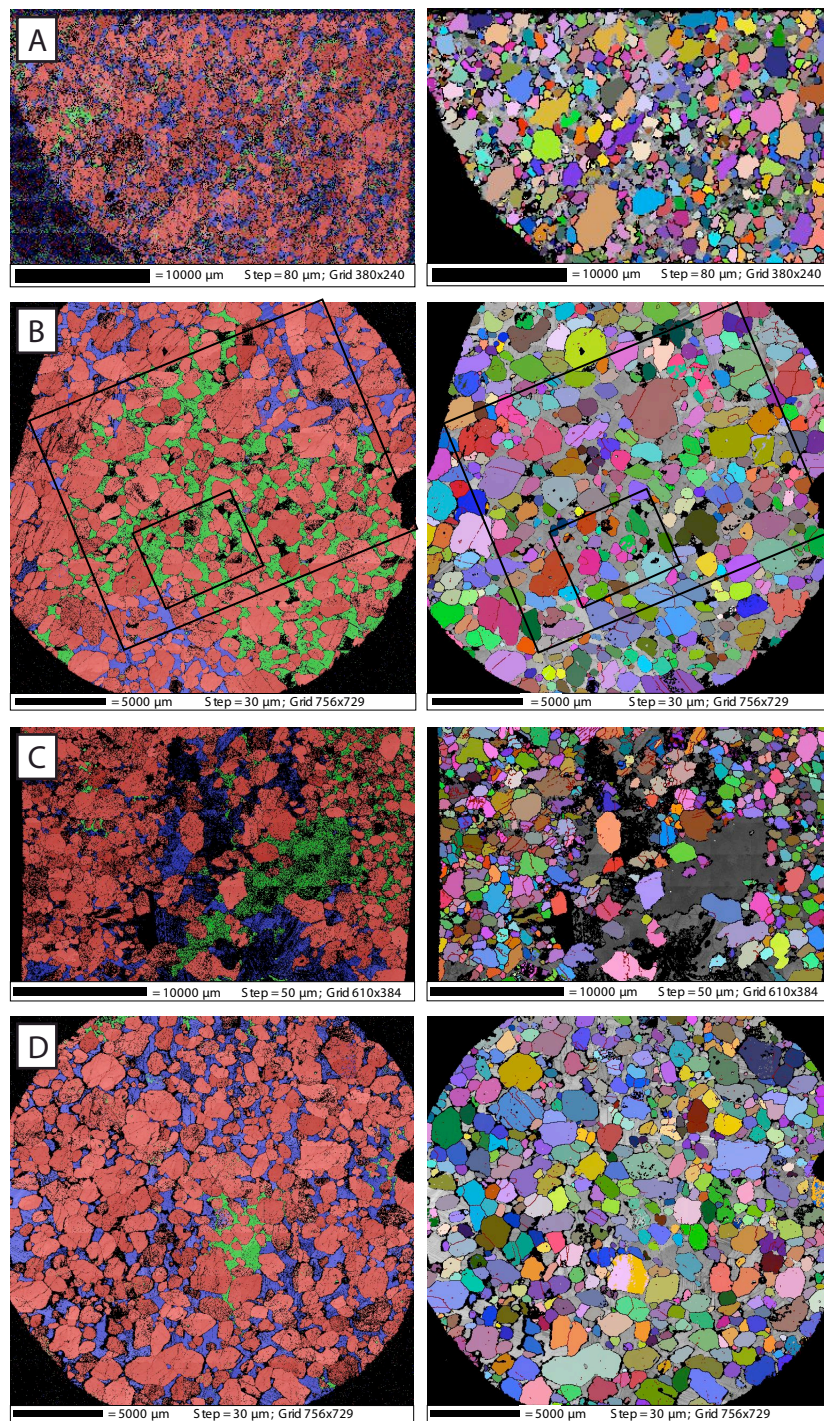 A
= 10000 µm Step = 80 µm; Grid 380x240
= 10000 µm Step = 80 µm; Grid 380x240
B
= 5000 µm Step = 30 µm; Grid 756x729
= 5000 µm Step = 30 µm; Grid 756x729
C
= 10000 µm Step = 50 µm; Grid 610x384
= 10000 µm Step = 50 µm; Grid 610x384
D
= 5000 µm Step = 30 µm; Grid 756x729
= 5000 µm Step = 30 µm; Grid 756x729